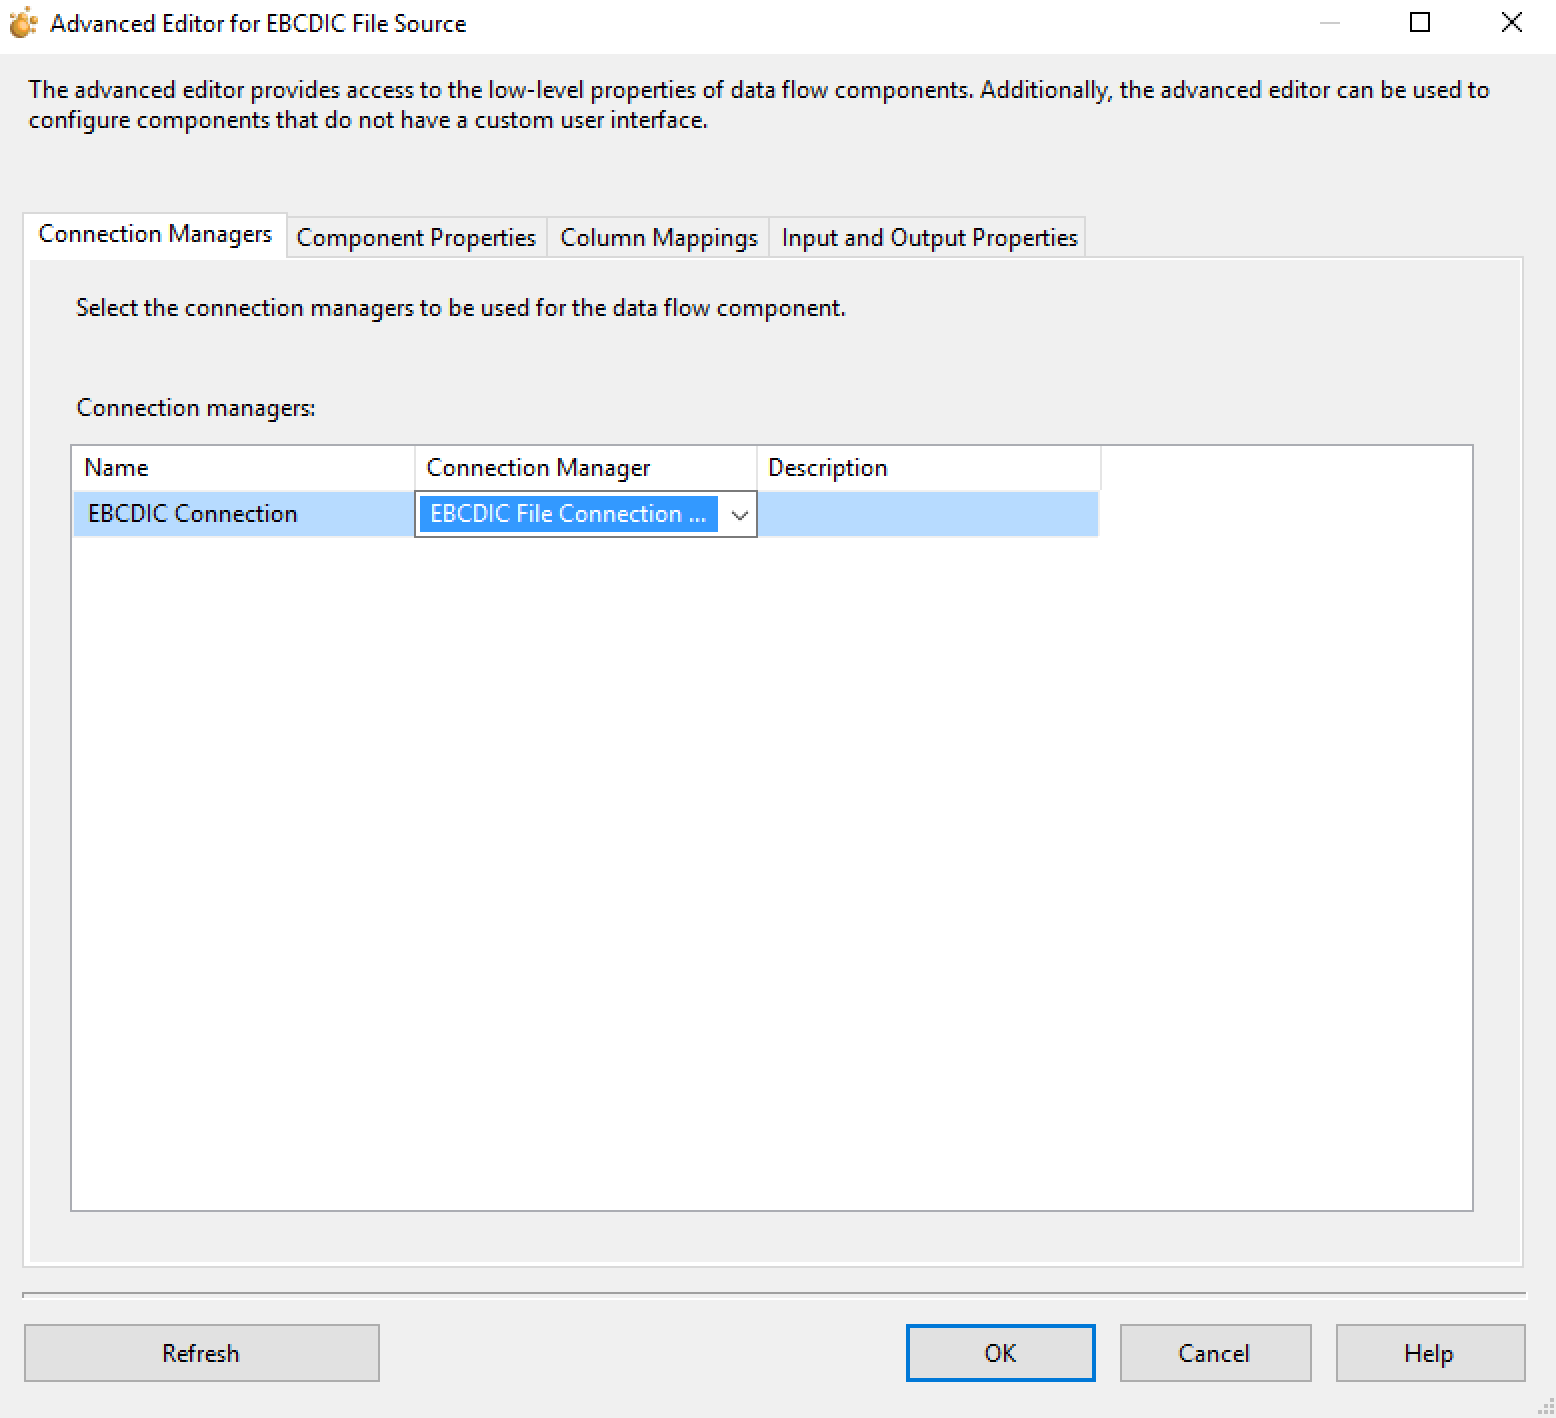 Advanced Editor for EBCDIC File Source
The advanced editor provides access to the low-level properties of data flow components. Additionally, the advanced editor can be used to
configure components that do not have a custom user interface.
Connection Managers Component Properties Column Mappings Input and Output Properties
Select the connection managers to be used for the data flow component.
Connection managers:
Name Connection Manager Description
EBCDIC Connection EBCDIC File Connection ...
Refresh OK Cancel Help